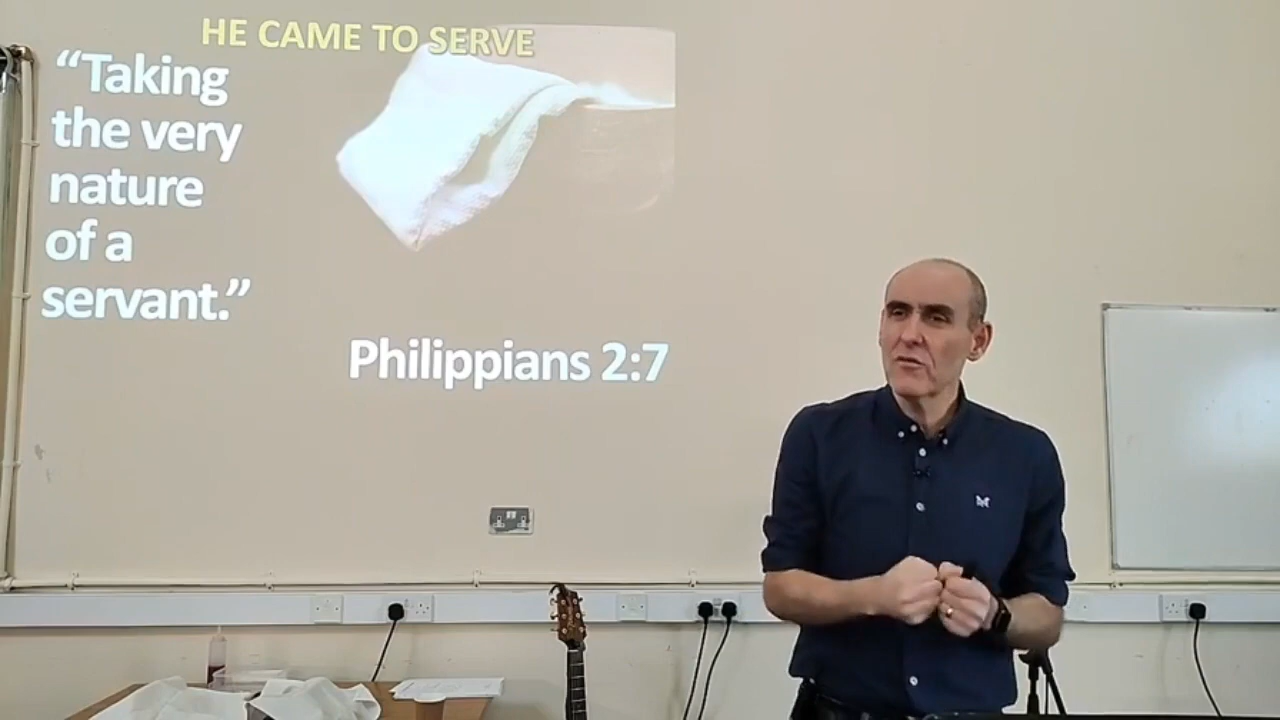 HE CAME TO SERVE
“Taking
the very
nature
of a
servant.”
Philippians 2:7